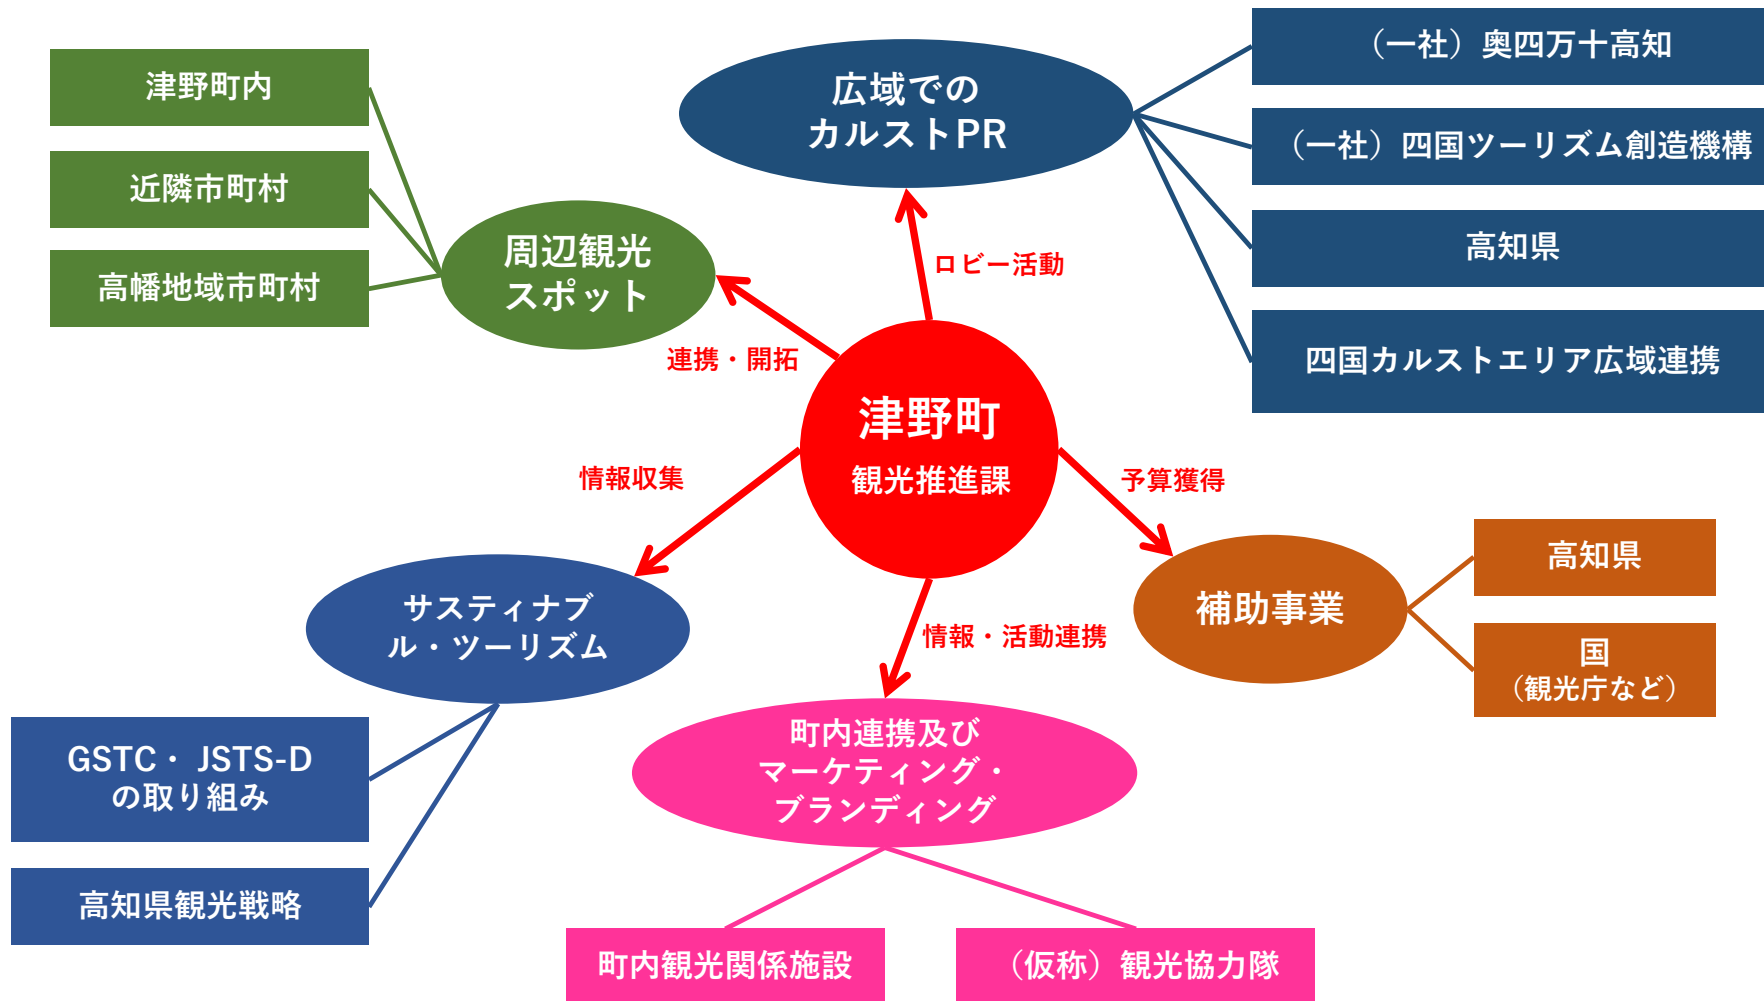 津野町内
近隣市町村
高幡地域市町村
周辺観光
スポット
広域での
カルストPR
（一社）奥四万十高知
（一社）四国ツーリズム創造機構
高知県
四国カルストエリア広域連携
ロビー活動
連携・開拓
津野町
観光推進課
情報収集
予算獲得
サスティナブ
ル・ツーリズム
情報・活動連携
補助事業
高知県
国
（観光庁など）
GSTC・ JSTS-D
の取り組み
高知県観光戦略
町内連携及び
マーケティング・
ブランディング
町内観光関係施設
（仮称）観光協力隊